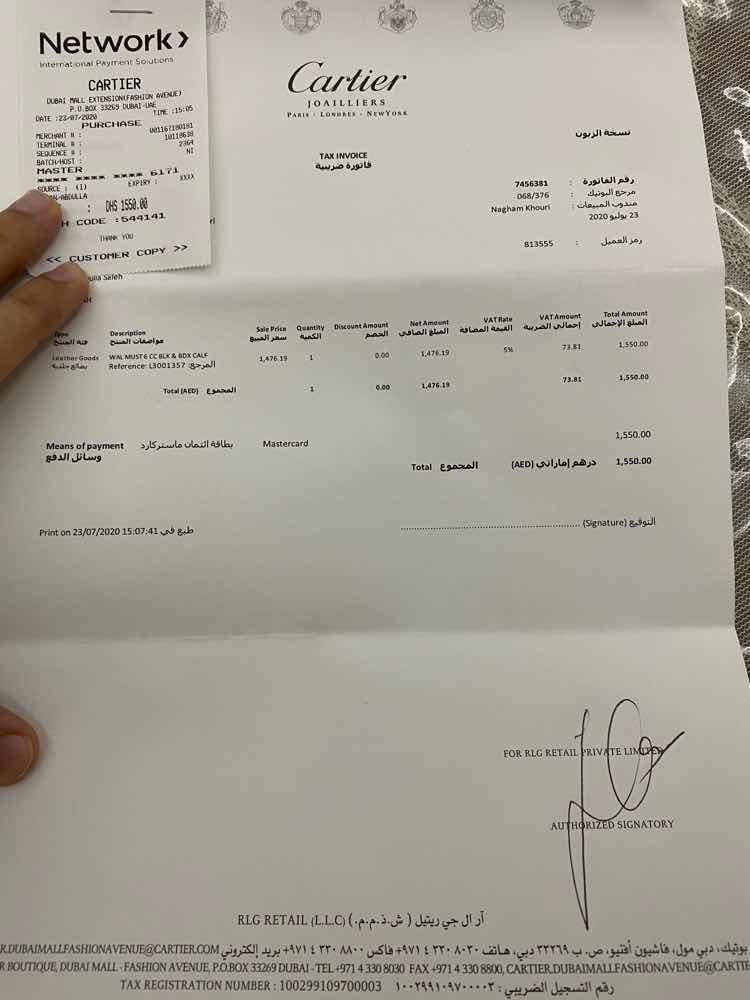 Network>
International Payment Solutions
CARTIER
DUBAI MALL EXTENSION(FASHION AVENUE)
P.O.BOX 33269 DUBAI-UAE
DATE :23/07/2020 TIME :15:05
PURCHASE
MERCHANT # : 001167180181
TERMINAL # : 10118638
SEQUENCE # : 2364
BATCH/HOST : NI
MASTER
**** **** **** 6171
SOURCE : (1) EXPIRY : XXXX
-ABDULLA
: DHS 1550.00
CODE :544141
THANK YOU
<< CUSTOMER COPY >>
Cartier
JOAILLIERS
PARIS - LONDRES - NEWYORK
نسخة الزبون
TAX INVOICE
فاتورة ضريبية
رقم الفاتورة : 7456381
مرجع البوتيك : 068/376
مندوب المبيعات : Nagham Khouri
23 يوليو 2020
رمز العميل : 813555
Saleh
Type Description Sale Price Quantity Discount Amount Net Amount VAT Rate VAT Amount Total Amount
فئة المنتج مواصفات المنتج سعر المبيع الكمية الخصم المبلغ الصافي القيمة المضافة إجمالي الضريبة المبلغ الإجمالي
Leather Goods WAL MUST 6 CC BLK & BDX CALF 1,476.19 1 0.00 1,476.19 5% 73.81 1,550.00
بضائع جلدية Reference: L3001357 :المرجع
Total (AED) المجموع 1 0.00 1,476.19 73.81 1,550.00
1,550.00
Means of payment بطاقة ائتمان ماستركارد Mastercard
وسائل الدفع
Total المجموع (AED) درهم إماراتي 1,550.00
Print on 23/07/2020 15:07:41 طبع في
(Signature) التوقيع
FOR RLG RETAIL PRIVATE LIMITED
AUTHORIZED SIGNATORY
RLG RETAIL (L.L.C) (.آر ال جي ريتيل ( ش.ذ.م.م
بوتيك، دبي مول، فاشيون أفنيو، ص. ب ٣٣٢٦٩ دبي، هاتف ٨٠٣٠ ٣٣٠ ٤ ٩٧١+ فاكس ٨٨٠٠ ٣٣٠ ٤ ٩٧١+ بريد إلكتروني R.DUBAIMALLFASHIONAVENUE@CARTIER.COM
R BOUTIQUE, DUBAI MALL - FASHION AVENUE, P.O.BOX 33269 DUBAI - TEL +971 4 330 8030 FAX +971 4 330 8800, CARTIER.DUBAIMALLFASHIONAVENUE@CARTIE
TAX REGISTRATION NUMBER : 100299109700003 رقم التسجيل الضريبي : ١٠٠٢٩٩١٠٩٧٠٠٠٠٣